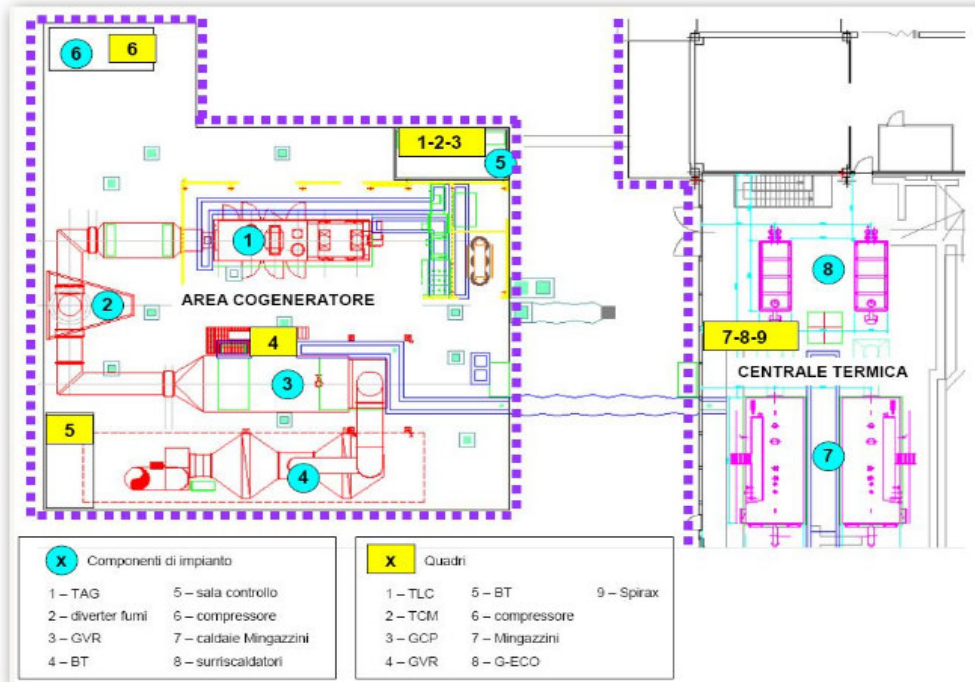 6 6
1-2-3
5
1
8
AREA COGENERATORE
2
4
7-8-9
3
CENTRALE TERMICA
5
7
4
x Componenti di impianto
1 – TAG 5 – sala controllo
2 – diverter fumi 6 – compressore
3 – GVR 7 – caldaie Mingazzini
4 – BT 8 – surriscaldatori
x Quadri
1 – TLC 5 – BT 9 – Spirax
2 – TCM 6 – compressore
3 – GCP 7 – Mingazzini
4 – GVR 8 – G-ECO